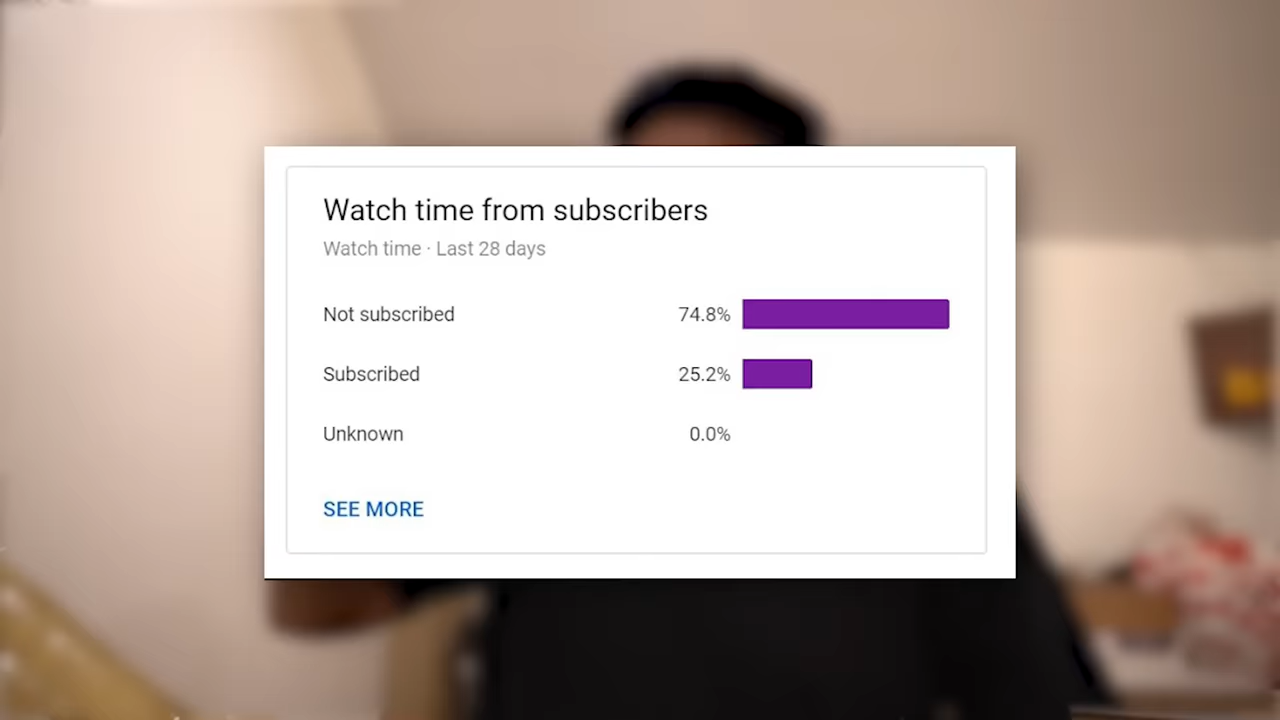 Watch time from subscribers
Watch time · Last 28 days
Not subscribed 74.8%
Subscribed 25.2%
Unknown 0.0%
SEE MORE